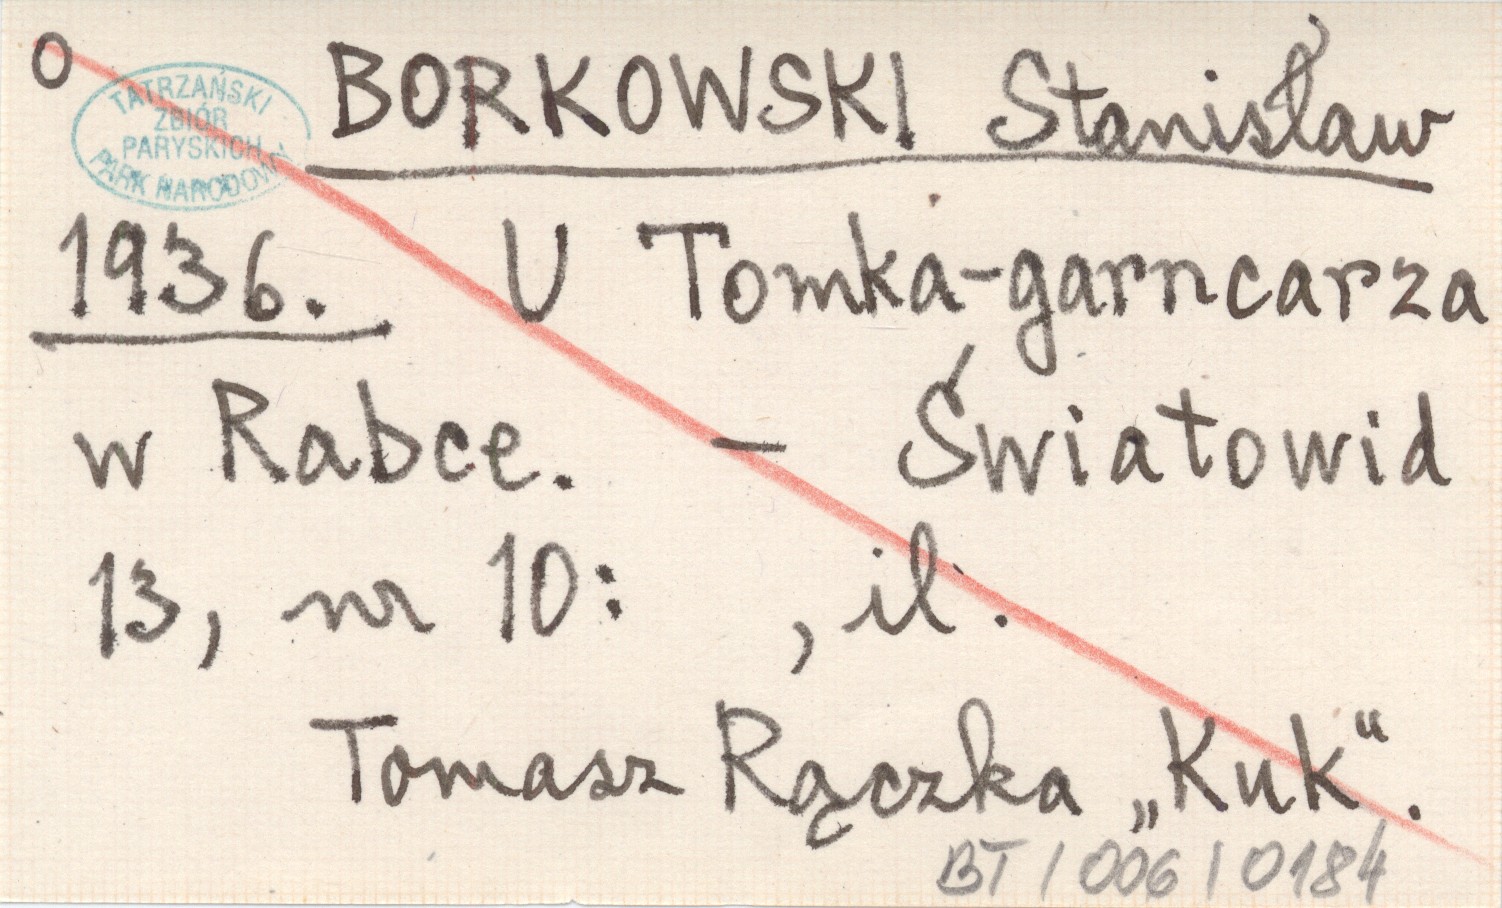 O
TATRZAŃSKI
ZBIÓR
PARYSKICH
PARK NARODOWY
BORKOWSKI Stanisław
1936. U Tomka-garncarza
w Rabce. – Światowid
13, nr 10: , il.
Tomasz Rączka „Kuk".
BT / 006 / 0184